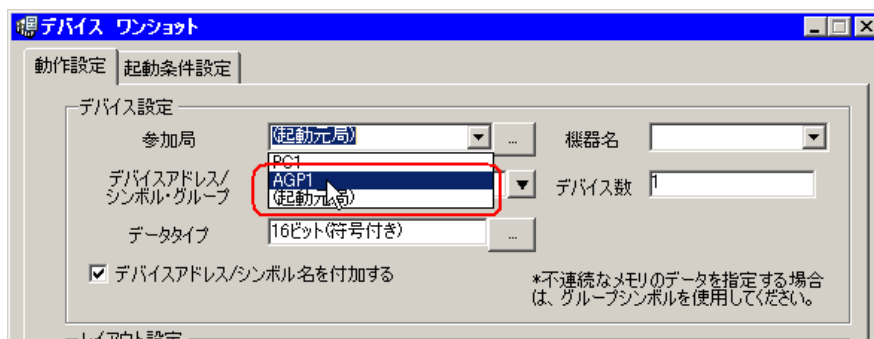 デバイス ワンショット
動作設定 起動条件設定
デバイス設定
参加局 (起動元局) ... 機器名
PC1
AGP1
(起動元局)
デバイスアドレス/
シンボル・グループ
デバイス数 1
データタイプ 16ビット(符号付き) ...
デバイスアドレス/シンボル名を付加する
*不連続なメモリのデータを指定する場合
は、グループシンボルを使用してください。
レイアウト設定